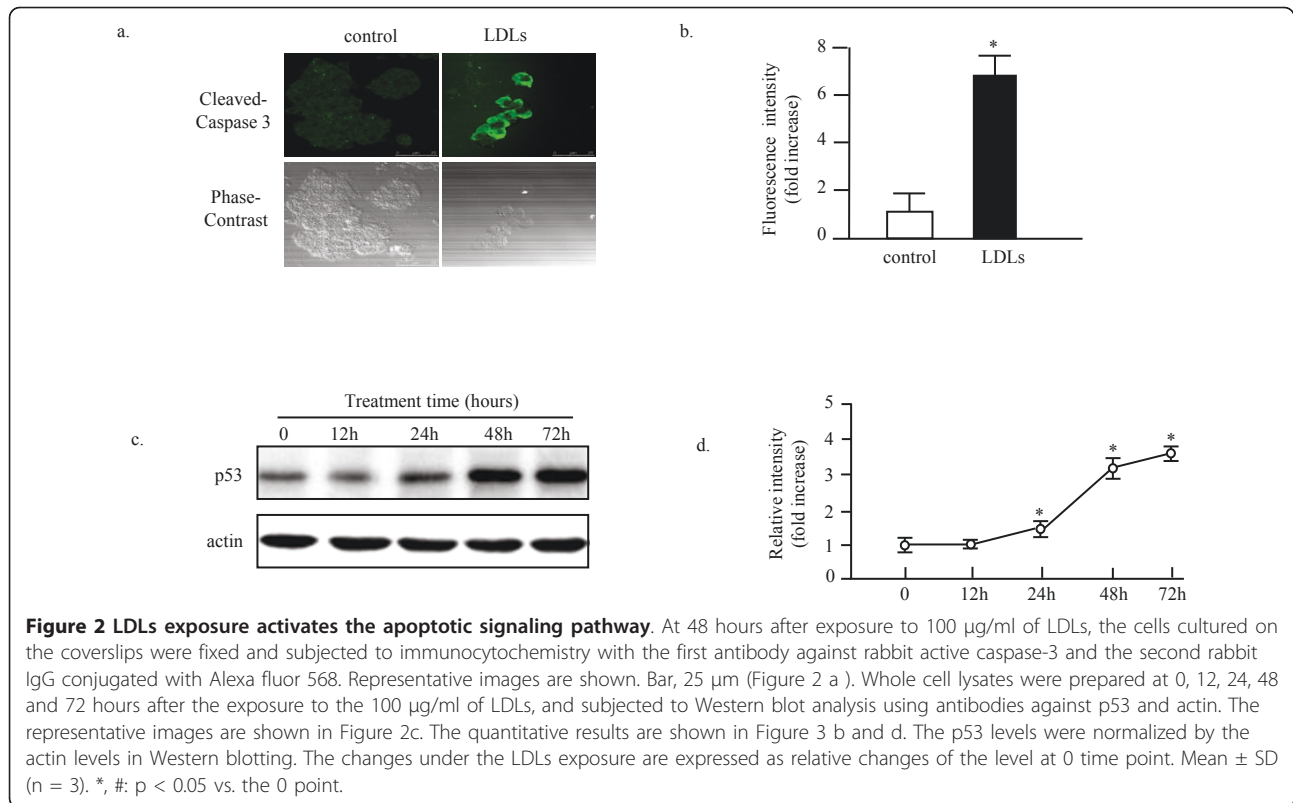 a.
control LDLs
Cleaved-
Caspase 3
Phase-
Contrast
b.
Fluorescence intensity
(fold increase)
8
6
4
2
0
*
control LDLs
c.
Treatment time (hours)
0 12h 24h 48h 72h
p53
actin
d.
Relative intensity
(fold increase)
5
4
3
2
1
0
* * *
0 12h 24h 48h 72h
Figure 2 LDLs exposure activates the apoptotic signaling pathway. At 48 hours after exposure to 100 μg/ml of LDLs, the cells cultured on
the coverslips were fixed and subjected to immunocytochemistry with the first antibody against rabbit active caspase-3 and the second rabbit
IgG conjugated with Alexa fluor 568. Representative images are shown. Bar, 25 μm (Figure 2 a ). Whole cell lysates were prepared at 0, 12, 24, 48
and 72 hours after the exposure to the 100 μg/ml of LDLs, and subjected to Western blot analysis using antibodies against p53 and actin. The
representative images are shown in Figure 2c. The quantitative results are shown in Figure 3 b and d. The p53 levels were normalized by the
actin levels in Western blotting. The changes under the LDLs exposure are expressed as relative changes of the level at 0 time point. Mean ± SD
(n = 3). *, #: p < 0.05 vs. the 0 point.